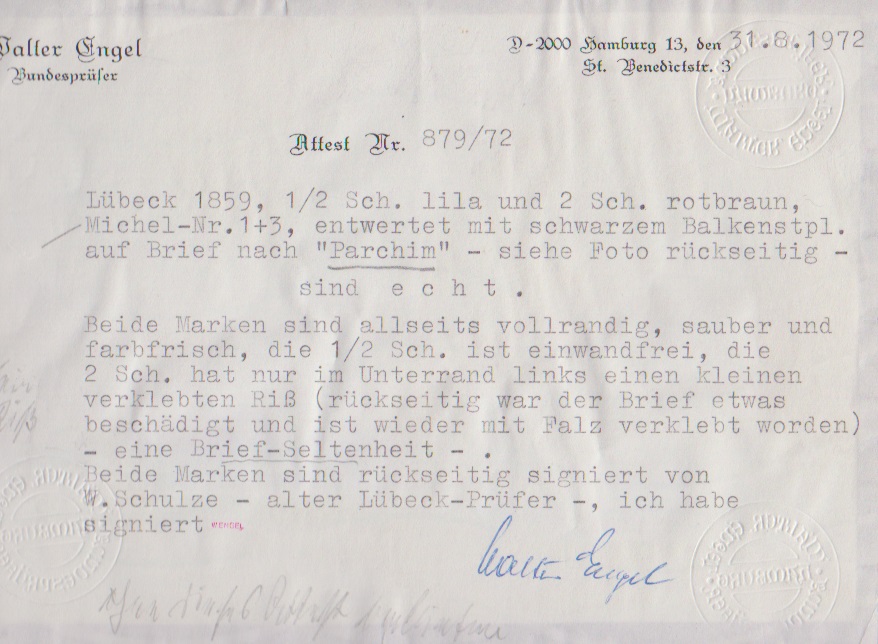 Walter Engel
Bundesprüfer
D-2000 Hamburg 13, den 31.8.1972
St. Benedictstr. 3
Attest Nr. 879/72
Lübeck 1859, 1/2 Sch. lila und 2 Sch. rotbraun,
Michel-Nr.1+3, entwertet mit schwarzem Balkenstpl.
auf Brief nach "Parchim" - siehe Foto rückseitig -
sind e c h t .
Beide Marken sind allseits vollrandig, sauber und
farbfrisch, die 1/2 Sch. ist einwandfrei, die
2 Sch. hat nur im Unterrand links einen kleinen
verklebten Riß (rückseitig war der Brief etwas
beschädigt und ist wieder mit Falz verklebt worden)
- eine Brief-Seltenheit - .
Beide Marken sind rückseitig signiert von
W.Schulze - alter Lübeck-Prüfer -, ich habe
signiert
Walter Engel